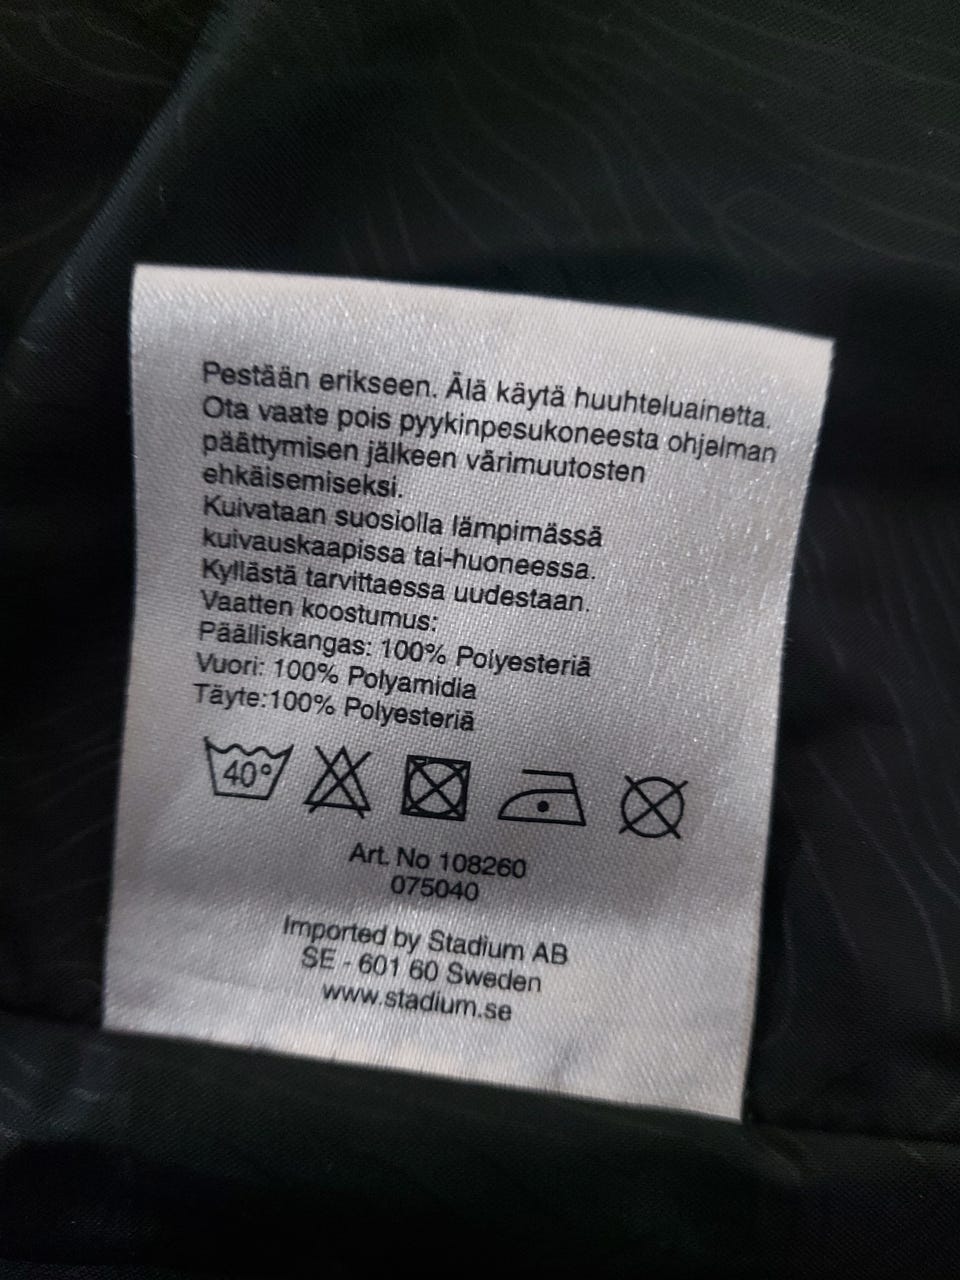 Pestään erikseen. Älä käytä huuhteluainetta.
Ota vaate pois pyykinpesukoneesta ohjelman
päättymisen jälkeen värimuutosten
ehkäisemiseksi.
Kuivataan suosiolla lämpimässä
kuivauskaapissa tai-huoneessa.
Kyllästä tarvittaessa uudestaan.
Vaatten koostumus:
Päälliskangas: 100% Polyesteriä
Vuori: 100% Polyamidia
Täyte:100% Polyesteriä
40°
Art. No 108260
075040
Imported by Stadium AB
SE - 601 60 Sweden
www.stadium.se